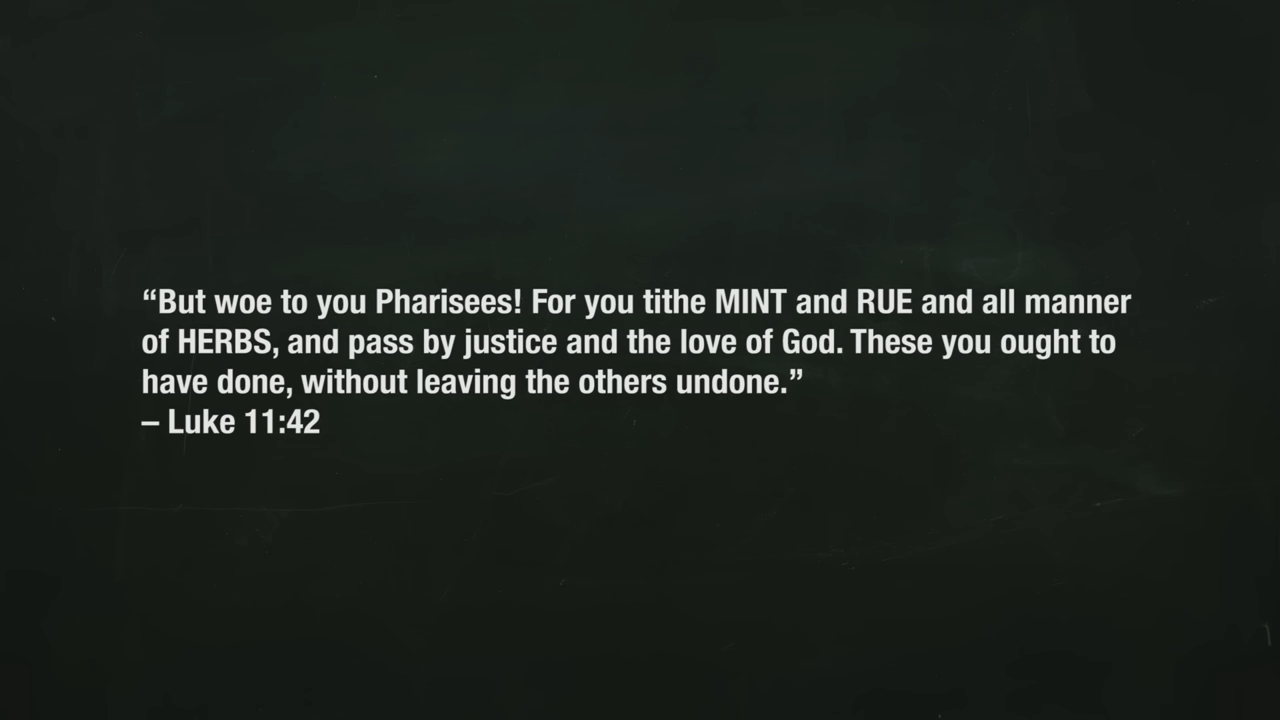 “But woe to you Pharisees! For you tithe MINT and RUE and all manner
of HERBS, and pass by justice and the love of God. These you ought to
have done, without leaving the others undone.”
– Luke 11:42